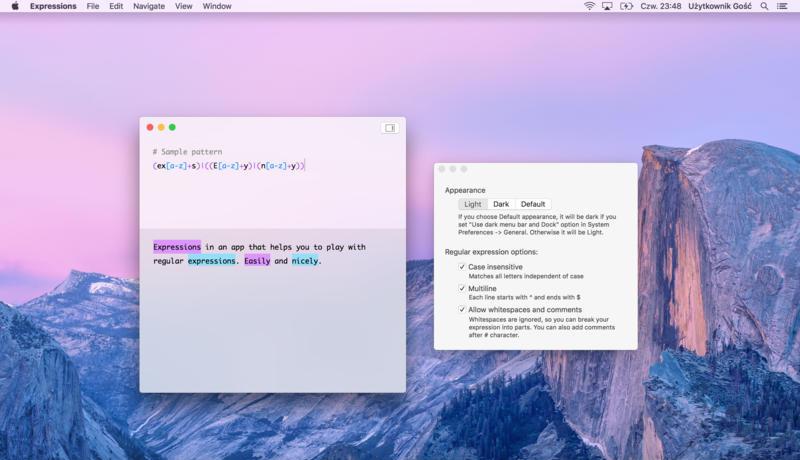 Expressions File Edit Navigate View Window Czw. 23:48 Użytkownik Gość
# Sample pattern
(ex[a-z]+s)|((E[a-z]+y)|(n[a-z]+y))
Expressions in an app that helps you to play with
regular expressions. Easily and nicely.
Appearance
Light Dark Default
If you choose Default appearance, it will be dark if you
set "Use dark menu bar and Dock" option in System
Preferences -> General. Otherwise it will be Light.
Regular expression options:
Case insensitive
Matches all letters independent of case
Multiline
Each line starts with ^ and ends with $
Allow whitespaces and comments
Whitespaces are ignored, so you can break your
expression into parts. You can also add comments
after # character.